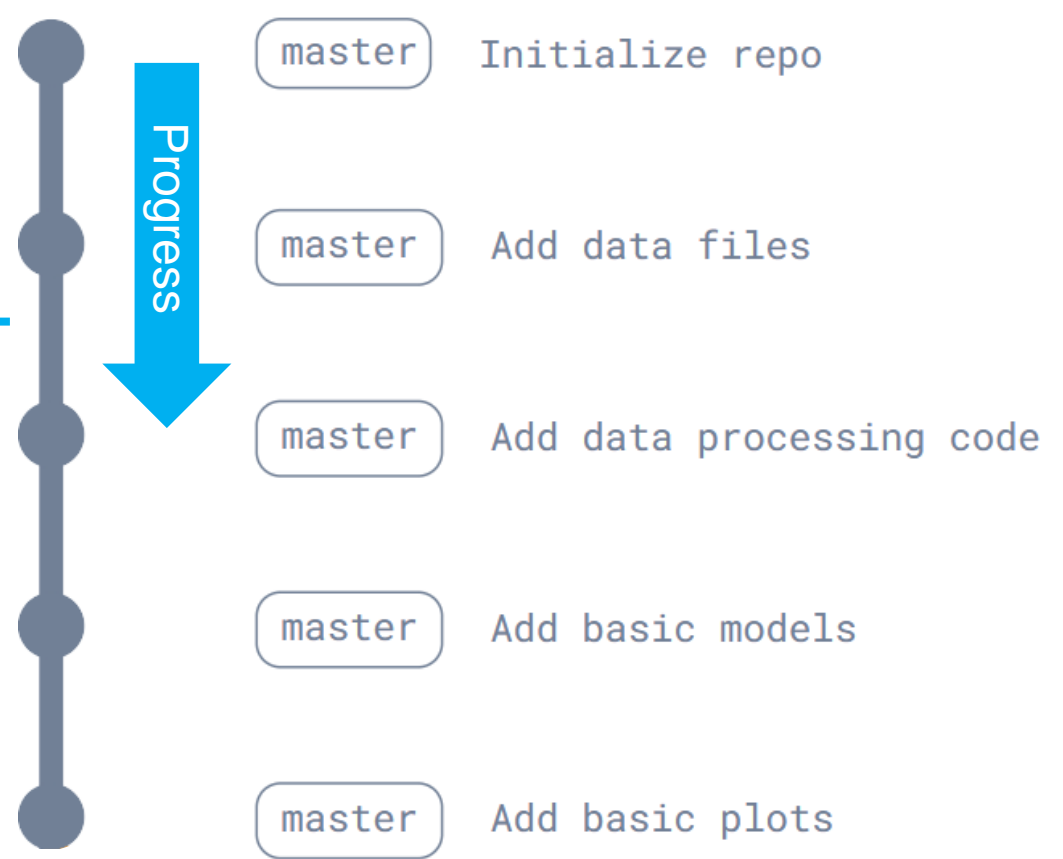 master Initialize repo
Progress
master Add data files
master Add data processing code
master Add basic models
master Add basic plots